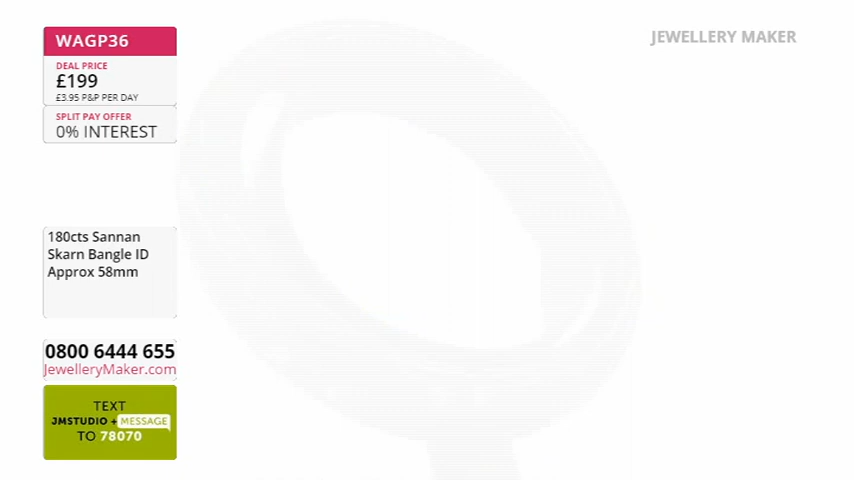 WAGP36
DEAL PRICE
£199
£3.95 P&P PER DAY
SPLIT PAY OFFER
0% INTEREST
180cts Sannan
Skarn Bangle ID
Approx 58mm
0800 6444 655
JewelleryMaker.com
TEXT
JMSTUDIO + MESSAGE
TO 78070
JEWELLERY MAKER